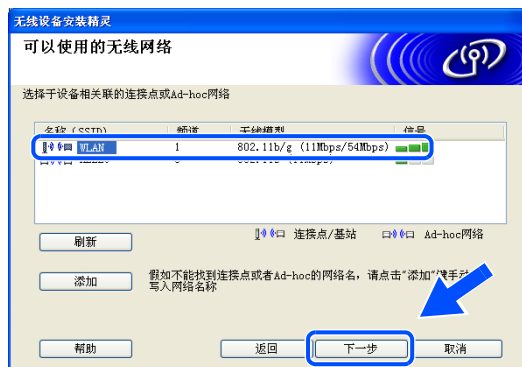 无线设备安装精灵
可以使用的无线网络
选择于设备相关联的连接点或Ad-hoc网络
名称 (SSID) 频道 无线模型 信号
WLAN 1 802.11b/g (11Mbps/54Mbps)
刷新
连接点/基站 Ad-hoc网络
添加
假如不能找到连接点或者Ad-hoc的网络名，请点击"添加"键手动
写入网络名称
帮助 返回 下一步 取消